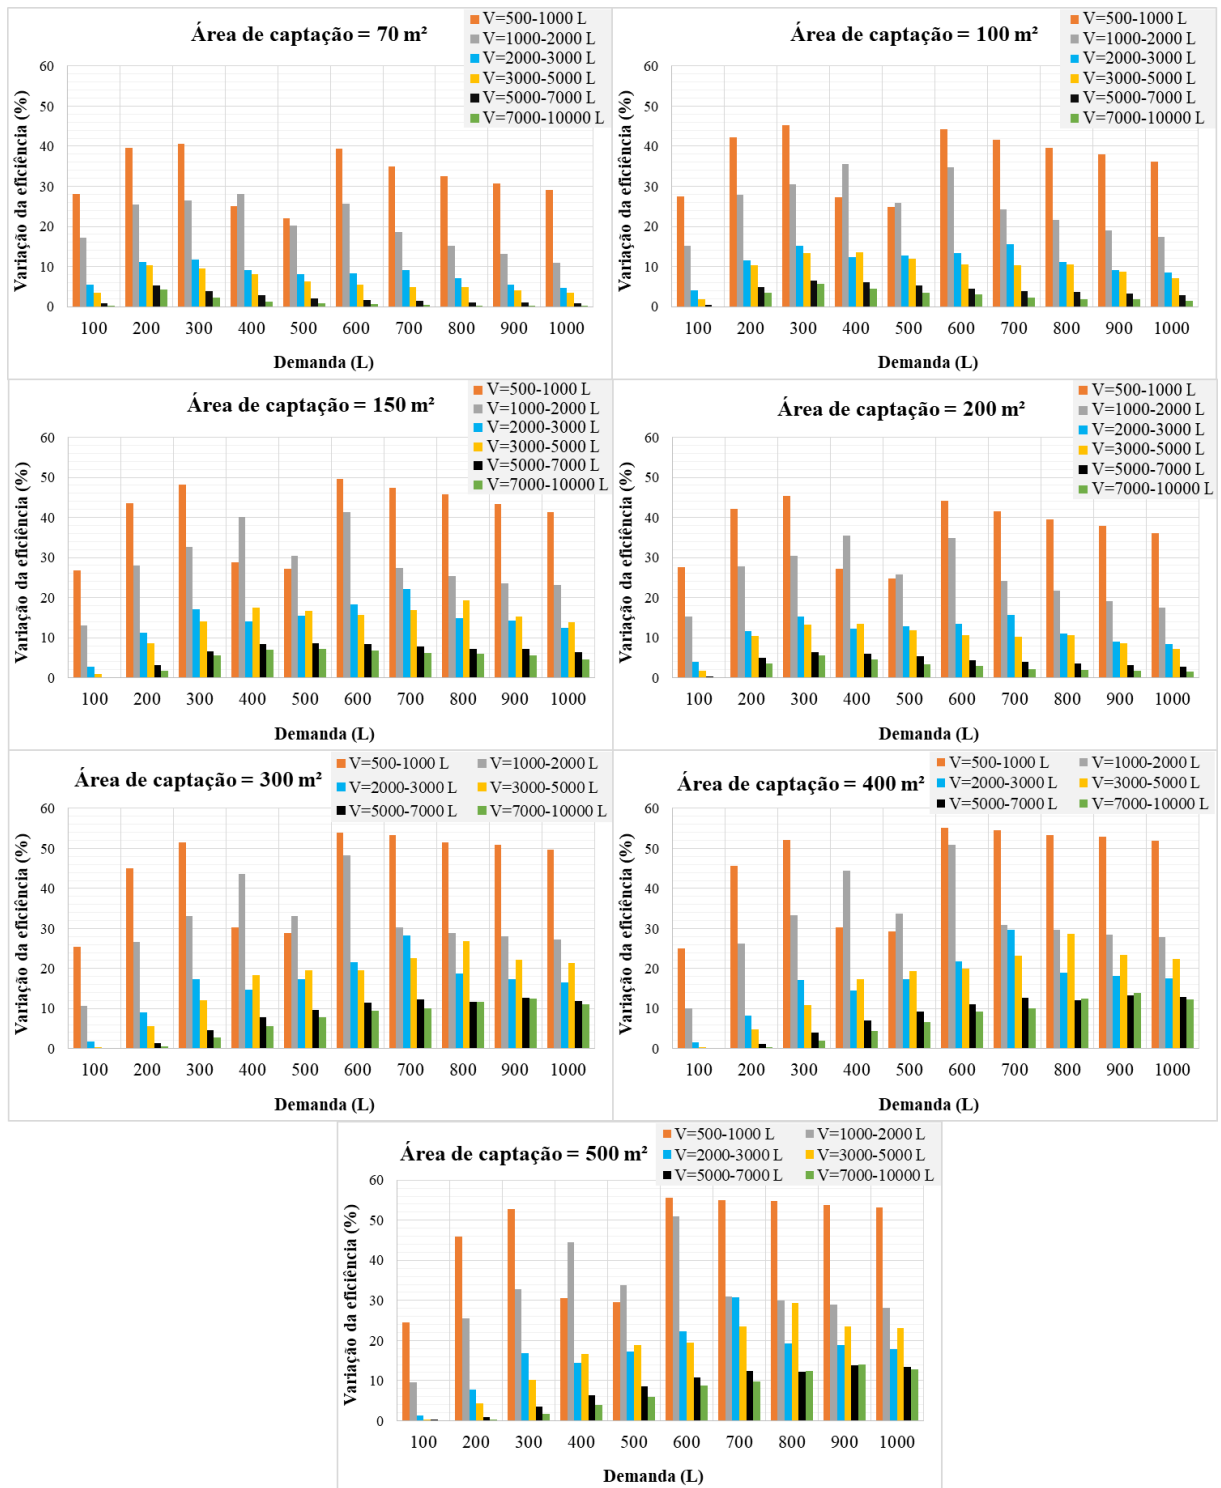 Área de captação = 70 m²
V=500-1000 L
V=1000-2000 L
V=2000-3000 L
V=3000-5000 L
V=5000-7000 L
V=7000-10000 L
Variação da eficiência (%)
60
50
40
30
20
10
0
100 200 300 400 500 600 700 800 900 1000
Demanda (L)
Área de captação = 100 m²
V=500-1000 L
V=1000-2000 L
V=2000-3000 L
V=3000-5000 L
V=5000-7000 L
V=7000-10000 L
Variação da eficiência (%)
60
50
40
30
20
10
0
100 200 300 400 500 600 700 800 900 1000
Demanda (L)
Área de captação = 150 m²
V=500-1000 L
V=1000-2000 L
V=2000-3000 L
V=3000-5000 L
V=5000-7000 L
V=7000-10000 L
Variação da eficiência (%)
60
50
40
30
20
10
0
100 200 300 400 500 600 700 800 900 1000
Demanda (L)
Área de captação = 200 m²
V=500-1000 L
V=1000-2000 L
V=2000-3000 L
V=3000-5000 L
V=5000-7000 L
V=7000-10000 L
Variação da eficiência (%)
60
50
40
30
20
10
0
100 200 300 400 500 600 700 800 900 1000
Demanda (L)
Área de captação = 300 m²
V=500-1000 L V=1000-2000 L
V=2000-3000 L V=3000-5000 L
V=5000-7000 L V=7000-10000 L
Variação da eficiência (%)
60
50
40
30
20
10
0
100 200 300 400 500 600 700 800 900 1000
Demanda (L)
Área de captação = 400 m²
V=500-1000 L V=1000-2000 L
V=2000-3000 L V=3000-5000 L
V=5000-7000 L V=7000-10000 L
Variação da eficiência (%)
60
50
40
30
20
10
0
100 200 300 400 500 600 700 800 900 1000
Demanda (L)
Área de captação = 500 m²
V=500-1000 L V=1000-2000 L
V=2000-3000 L V=3000-5000 L
V=5000-7000 L V=7000-10000 L
Variação da eficiência (%)
60
50
40
30
20
10
0
100 200 300 400 500 600 700 800 900 1000
Demanda (L)